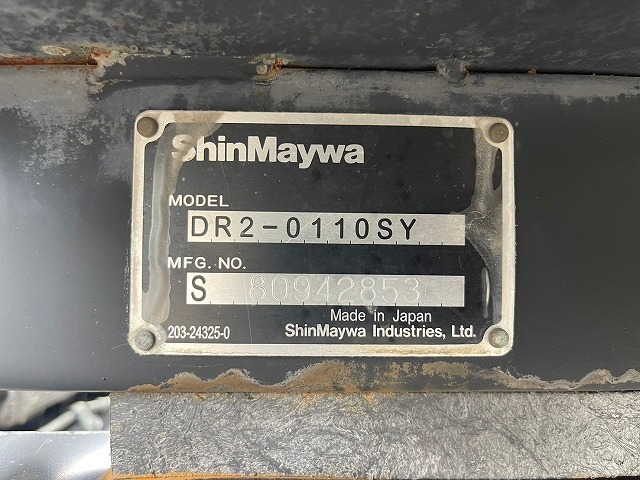 ShinMaywa
MODEL
DR2-0110SY
MFG. NO.
S 80942853
Made in Japan
203-24325-0 ShinMaywa Industries, Ltd.